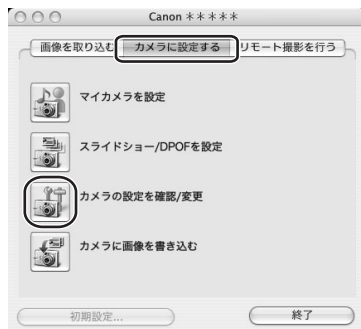 Canon *****
画像を取り込む カメラに設定する リモート撮影を行う
マイカメラを設定
スライドショー/DPOFを設定
カメラの設定を確認/変更
カメラに画像を書き込む
初期設定... 終了